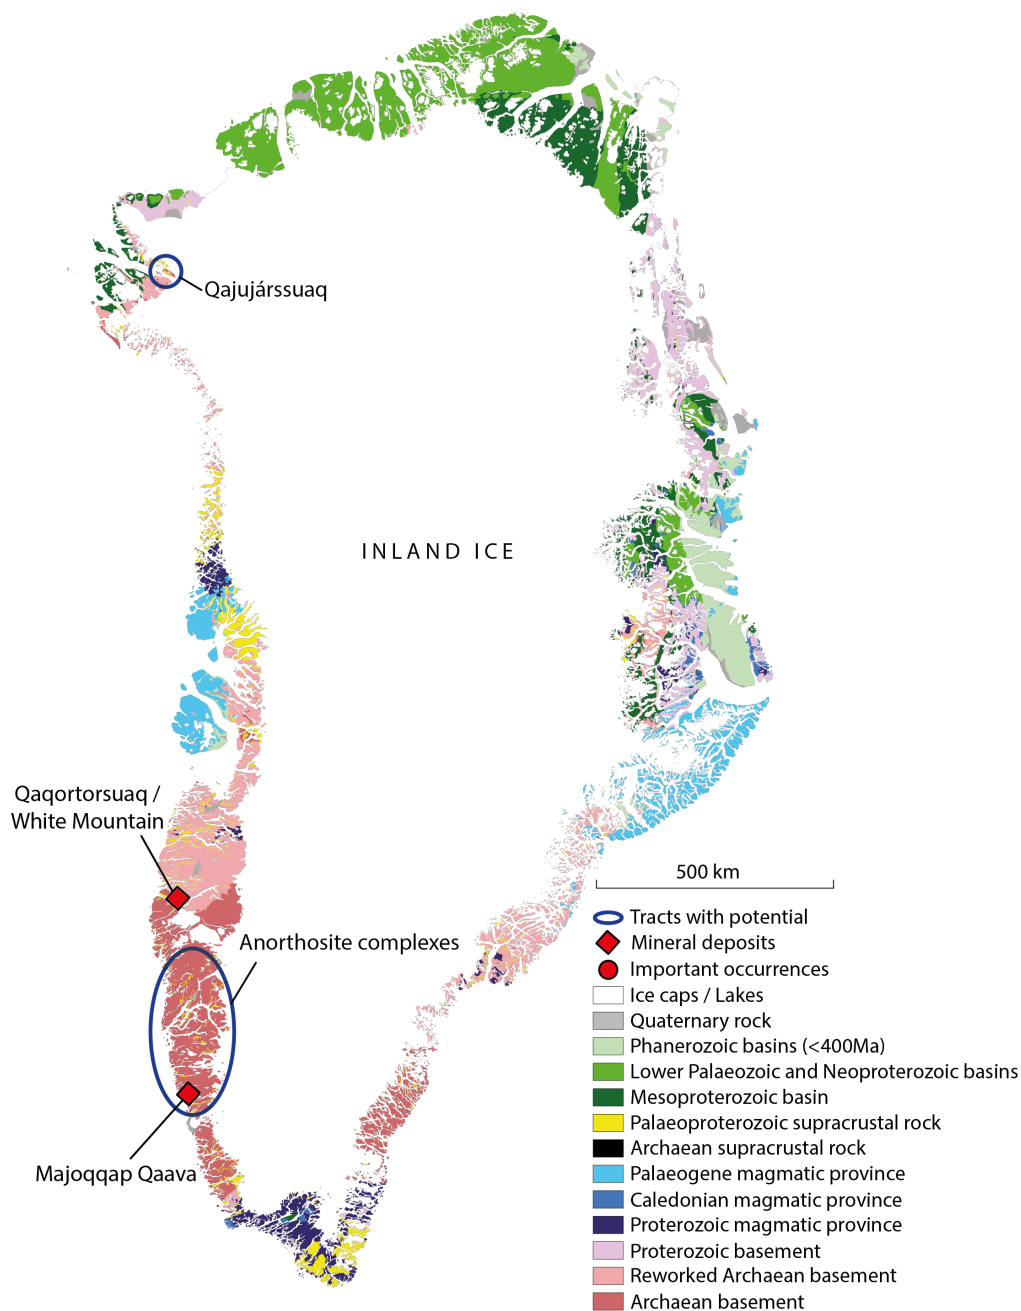 Qajujárssuaq
INLAND ICE
Qaqortorsuaq /
White Mountain
Anorthosite complexes
Majoqqap Qaava
500 km
Tracts with potential
Mineral deposits
Important occurrences
Ice caps / Lakes
Quaternary rock
Phanerozoic basins (<400Ma)
Lower Palaeozoic and Neoproterozoic basins
Mesoproterozoic basin
Palaeoproterozoic supracrustal rock
Archaean supracrustal rock
Palaeogene magmatic province
Caledonian magmatic province
Proterozoic magmatic province
Proterozoic basement
Reworked Archaean basement
Archaean basement